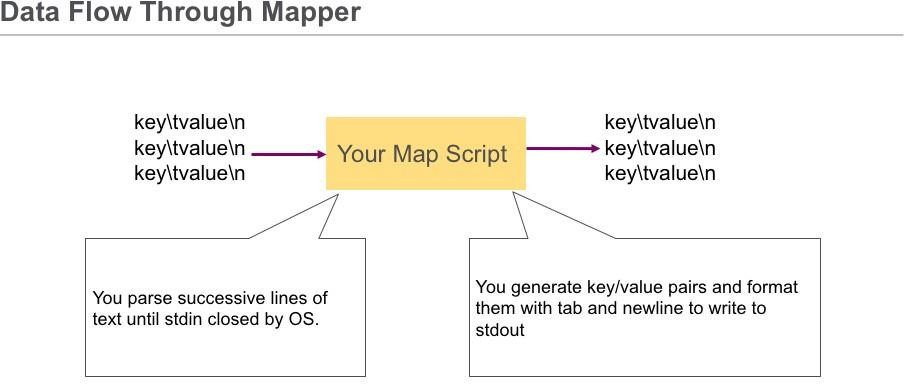 Data Flow Through Mapper
key\tvalue\n
key\tvalue\n
key\tvalue\n
Your Map Script
key\tvalue\n
key\tvalue\n
key\tvalue\n
You parse successive lines of
text until stdin closed by OS.
You generate key/value pairs and format
them with tab and newline to write to
stdout